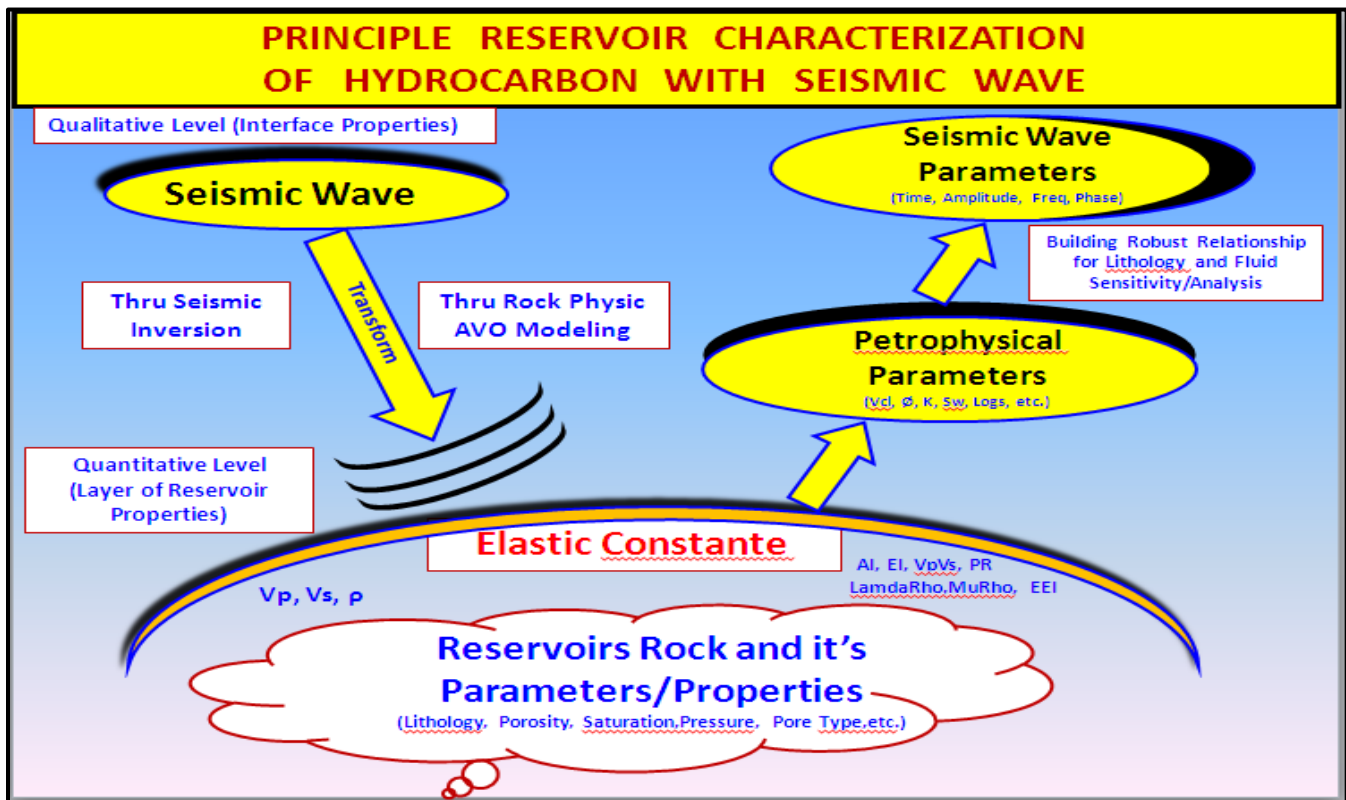 PRINCIPLE RESERVOIR CHARACTERIZATION
OF HYDROCARBON WITH SEISMIC WAVE
Qualitative Level (Interface Properties)
Seismic Wave
Seismic Wave
Parameters
(Time, Amplitude, Freq, Phase)
Building Robust Relationship
for Lithology and Fluid
Sensitivity/Analysis
Thru Seismic
Inversion
Transform
Thru Rock Physic
AVO Modeling
Petrophysical
Parameters
(Vcl, Ø, K, Sw, Logs, etc.)
Quantitative Level
(Layer of Reservoir
Properties)
Elastic Constante
Vp, Vs, ρ
AI, EI, VpVs, PR
LamdaRho,MuRho, EEI
Reservoirs Rock and it's
Parameters/Properties
(Lithology, Porosity, Saturation,Pressure, Pore Type,etc.)